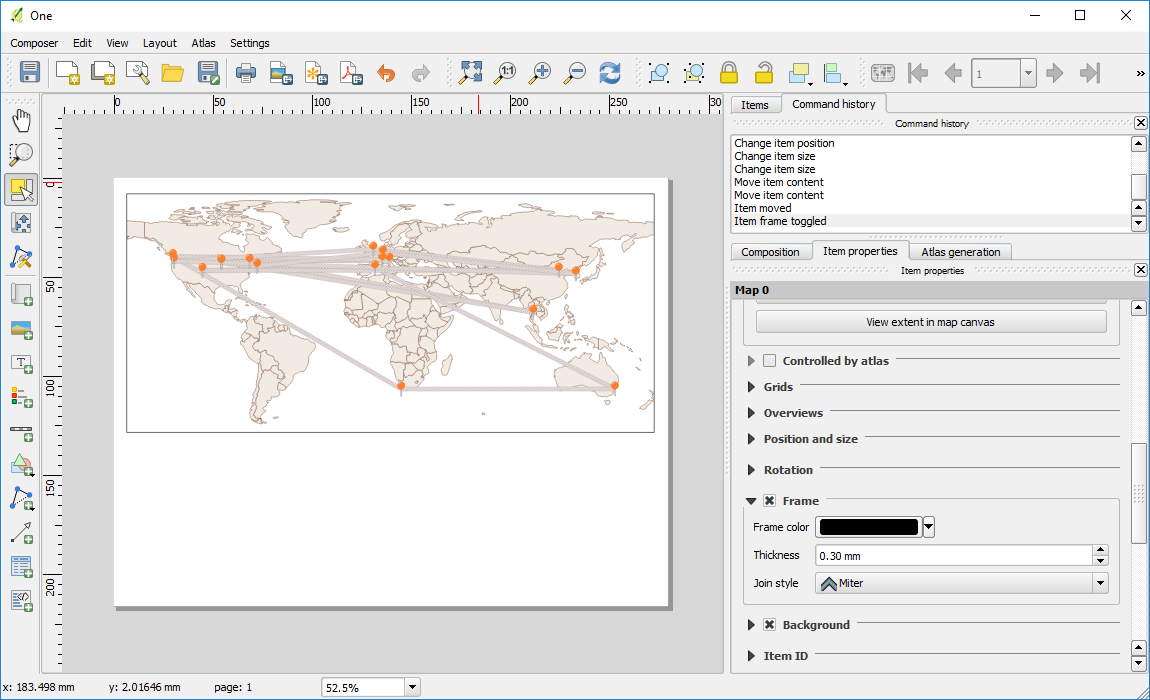 One
Composer Edit View Layout Atlas Settings
1:1
1
»
0 50 100 150 200 250 30
0
50
100
150
200
Items Command history
Command history
Change item position
Change item size
Change item size
Move item content
Move item content
Item moved
Item frame toggled
Composition Item properties Atlas generation
Item properties
Map 0
View extent in map canvas
Controlled by atlas
Grids
Overviews
Position and size
Rotation
Frame
Frame color
Thickness 0.30 mm
Join style Miter
Background
Item ID
x: 183.498 mm y: 2.01646 mm page: 1 52.5%